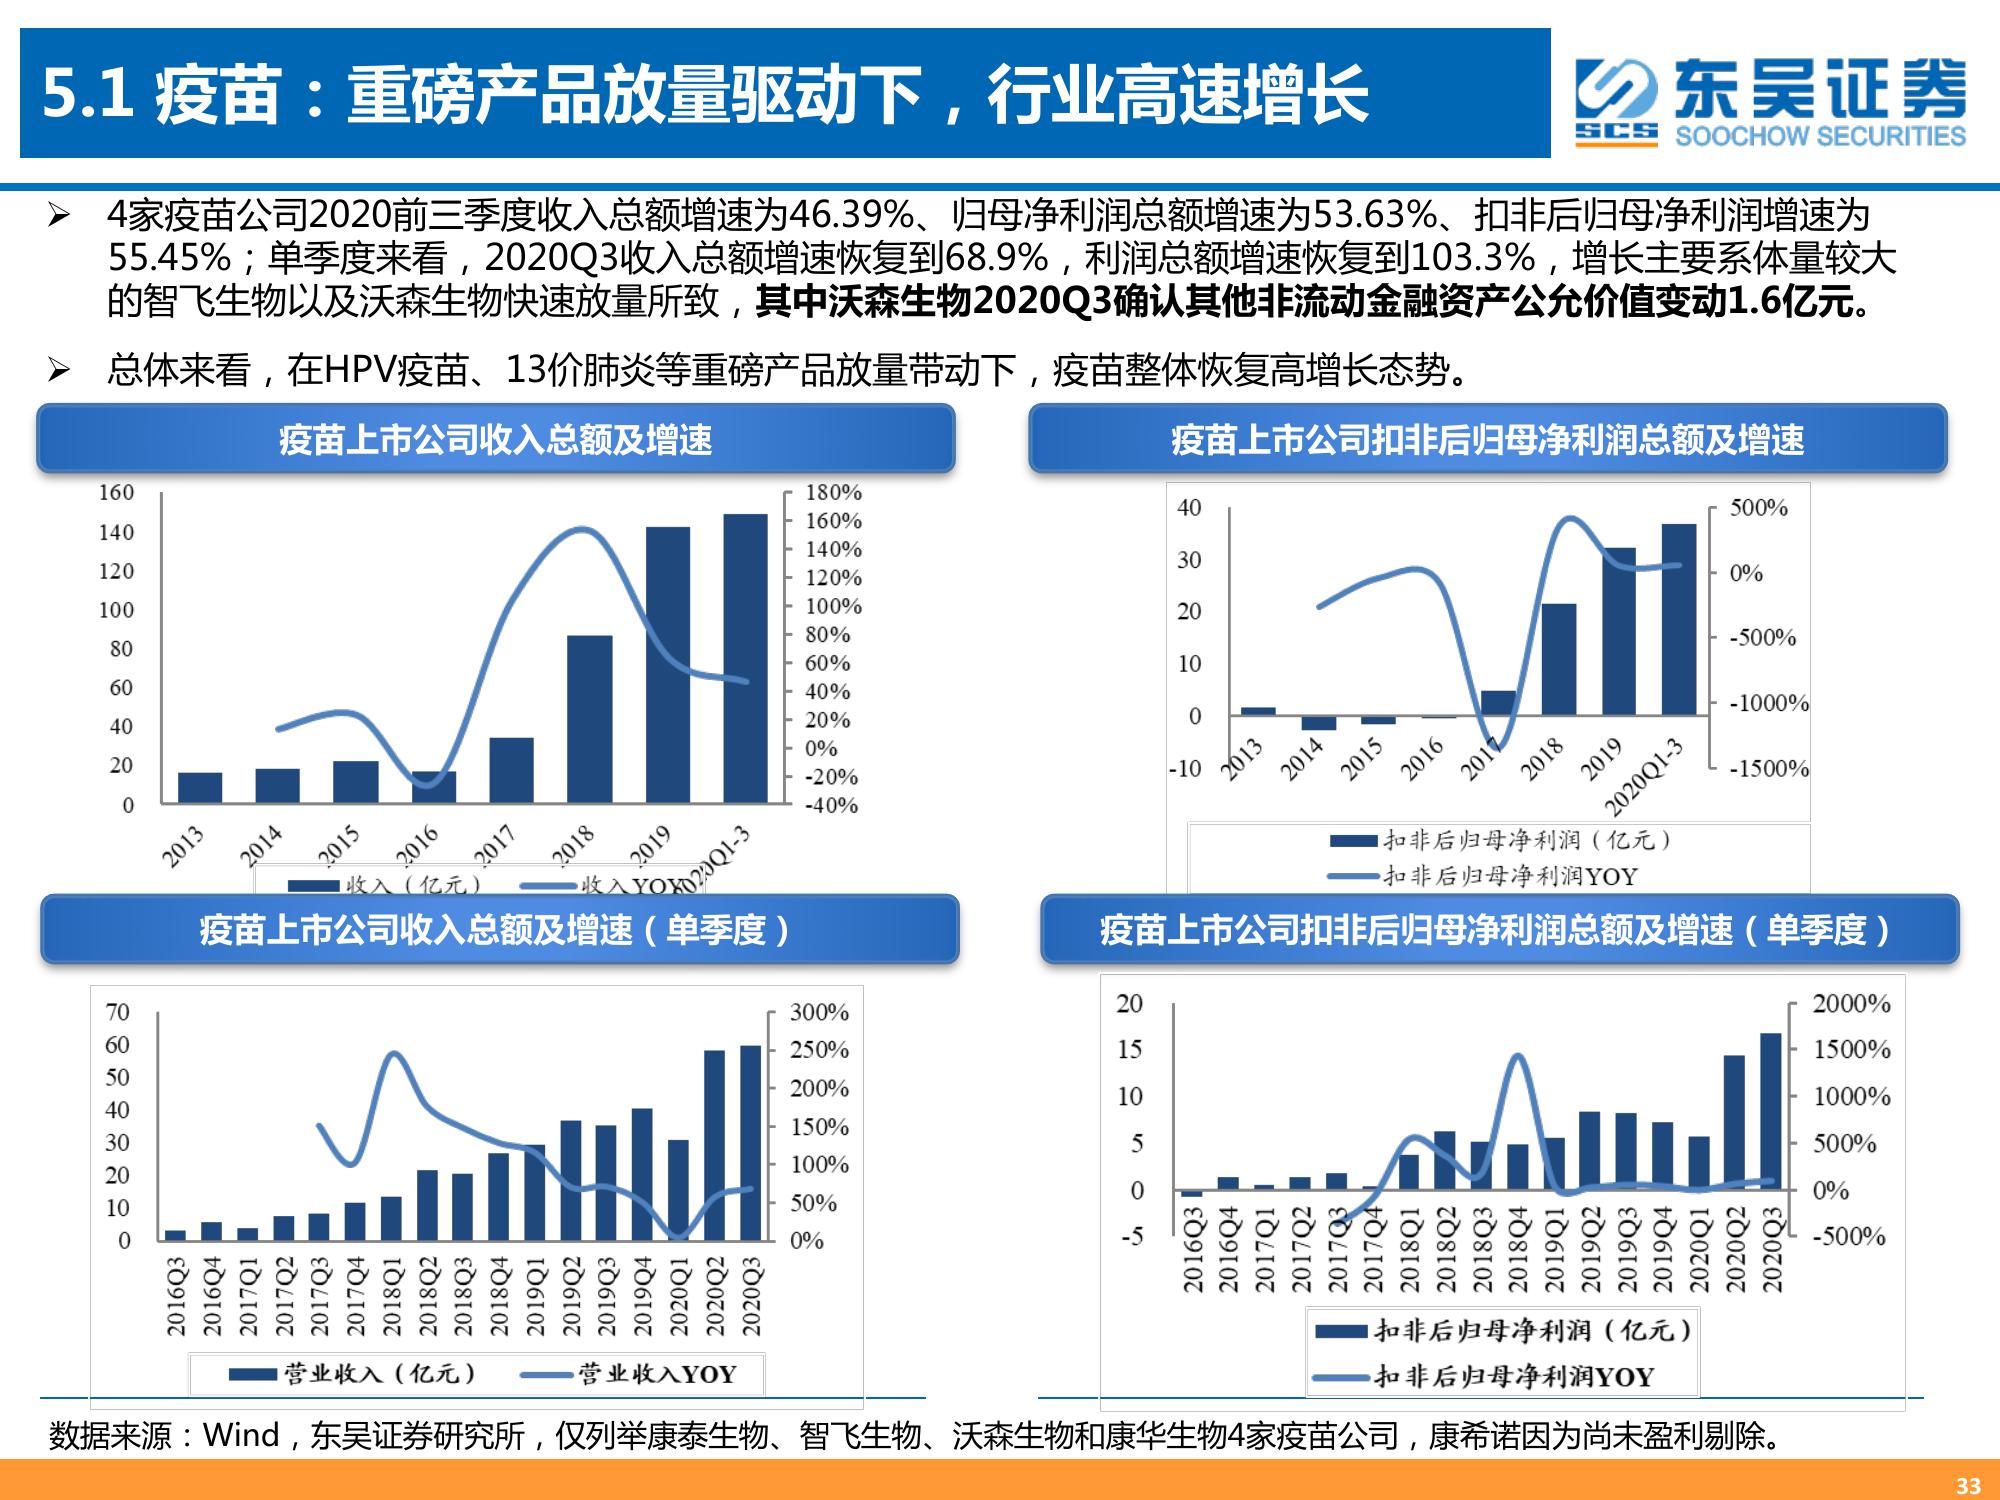 5.1 疫苗：重磅产品放量驱动下，行业高速增长
东吴证券
SCS
SOOCHOW SECURITIES
4家疫苗公司2020前三季度收入总额增速为46.39%、归母净利润总额增速为53.63%、扣非后归母净利润增速为
55.45%；单季度来看，2020Q3收入总额增速恢复到68.9%，利润总额增速恢复到103.3%，增长主要系体量较大
的智飞生物以及沃森生物快速放量所致，其中沃森生物2020Q3确认其他非流动金融资产公允价值变动1.6亿元。
总体来看，在HPV疫苗、13价肺炎等重磅产品放量带动下，疫苗整体恢复高增长态势。
疫苗上市公司收入总额及增速
160
140
120
100
80
60
40
20
0
180%
160%
140%
120%
100%
80%
60%
40%
20%
0%
-20%
-40%
2013
2014
2015
2016
2017
2018
2019
2020Q1-3
收入（亿元）
收入YOY
疫苗上市公司扣非后归母净利润总额及增速
40
30
20
10
0
-10
500%
0%
-500%
-1000%
-1500%
2013
2014
2015
2016
2017
2018
2019
2020Q1-3
扣非后归母净利润（亿元）
扣非后归母净利润YOY
疫苗上市公司收入总额及增速（单季度）
70
60
50
40
30
20
10
0
300%
250%
200%
150%
100%
50%
0%
2016Q3
2016Q4
2017Q1
2017Q2
2017Q3
2017Q4
2018Q1
2018Q2
2018Q3
2018Q4
2019Q1
2019Q2
2019Q3
2019Q4
2020Q1
2020Q2
2020Q3
营业收入（亿元）
营业收入YOY
疫苗上市公司扣非后归母净利润总额及增速（单季度）
20
15
10
5
0
-5
2000%
1500%
1000%
500%
0%
-500%
2016Q3
2016Q4
2017Q1
2017Q2
2017Q3
2017Q4
2018Q1
2018Q2
2018Q3
2018Q4
2019Q1
2019Q2
2019Q3
2019Q4
2020Q1
2020Q2
2020Q3
扣非后归母净利润（亿元）
扣非后归母净利润YOY
数据来源：Wind，东吴证券研究所，仅列举康泰生物、智飞生物、沃森生物和康华生物4家疫苗公司，康希诺因为尚未盈利剔除。
33